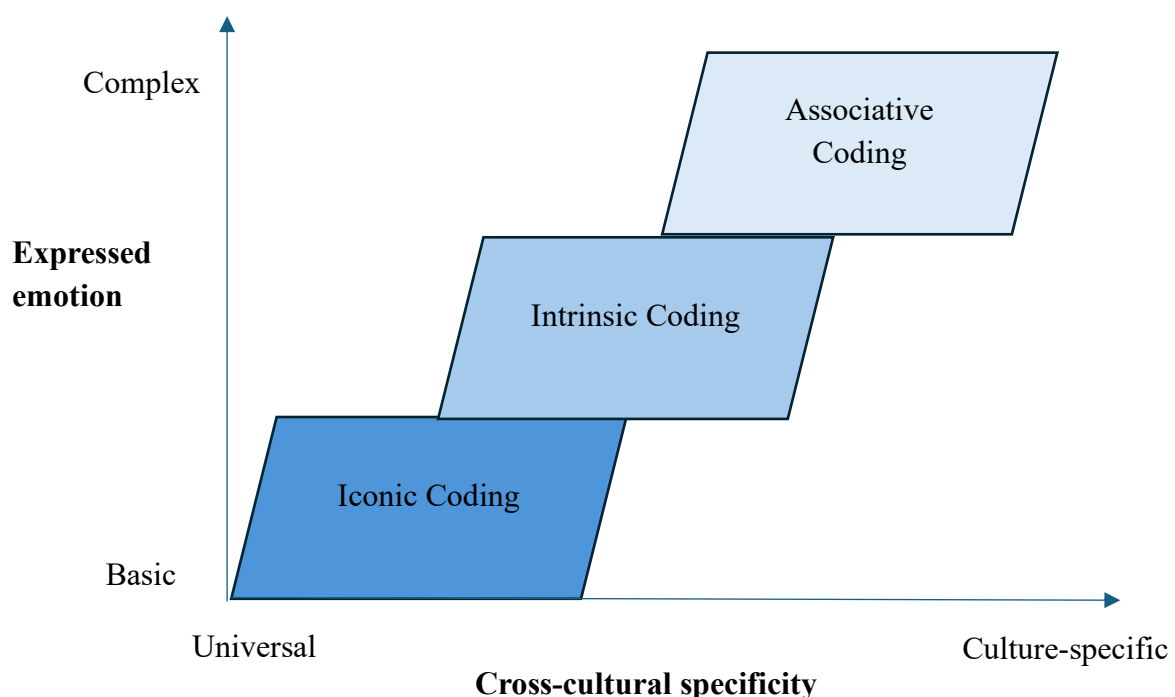 Complex
Associative
Coding
Expressed
emotion
Intrinsic Coding
Iconic Coding
Basic
Universal
Culture-specific
Cross-cultural specificity